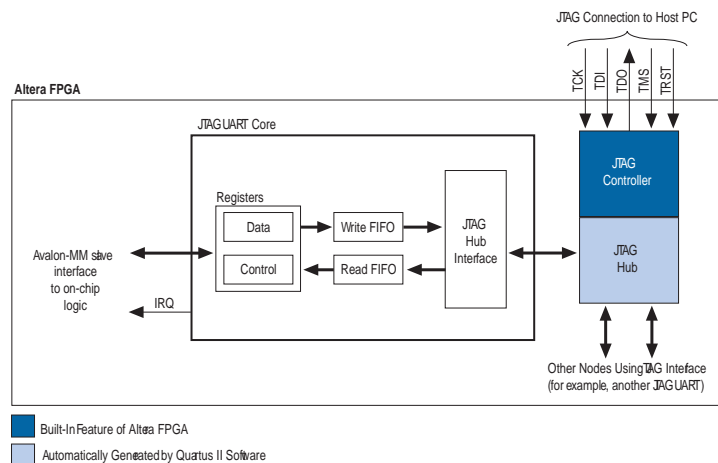 JTAG Connection to Host PC
TCK
TDI
TDO
TMS
TRST
Altera FPGA
JTAG UART Core
JTAG
Controller
Registers
Data
Write FIFO
JTAG
Hub
Interface
Avalon-MM slave
interface
to on-chip
logic
Control
Read FIFO
JTAG
Hub
IRQ
Other Nodes Using JTAG Interface
(for example, another JTAG UART)
Built-In Feature of Altera FPGA
Automatically Generated by Quartus II Software